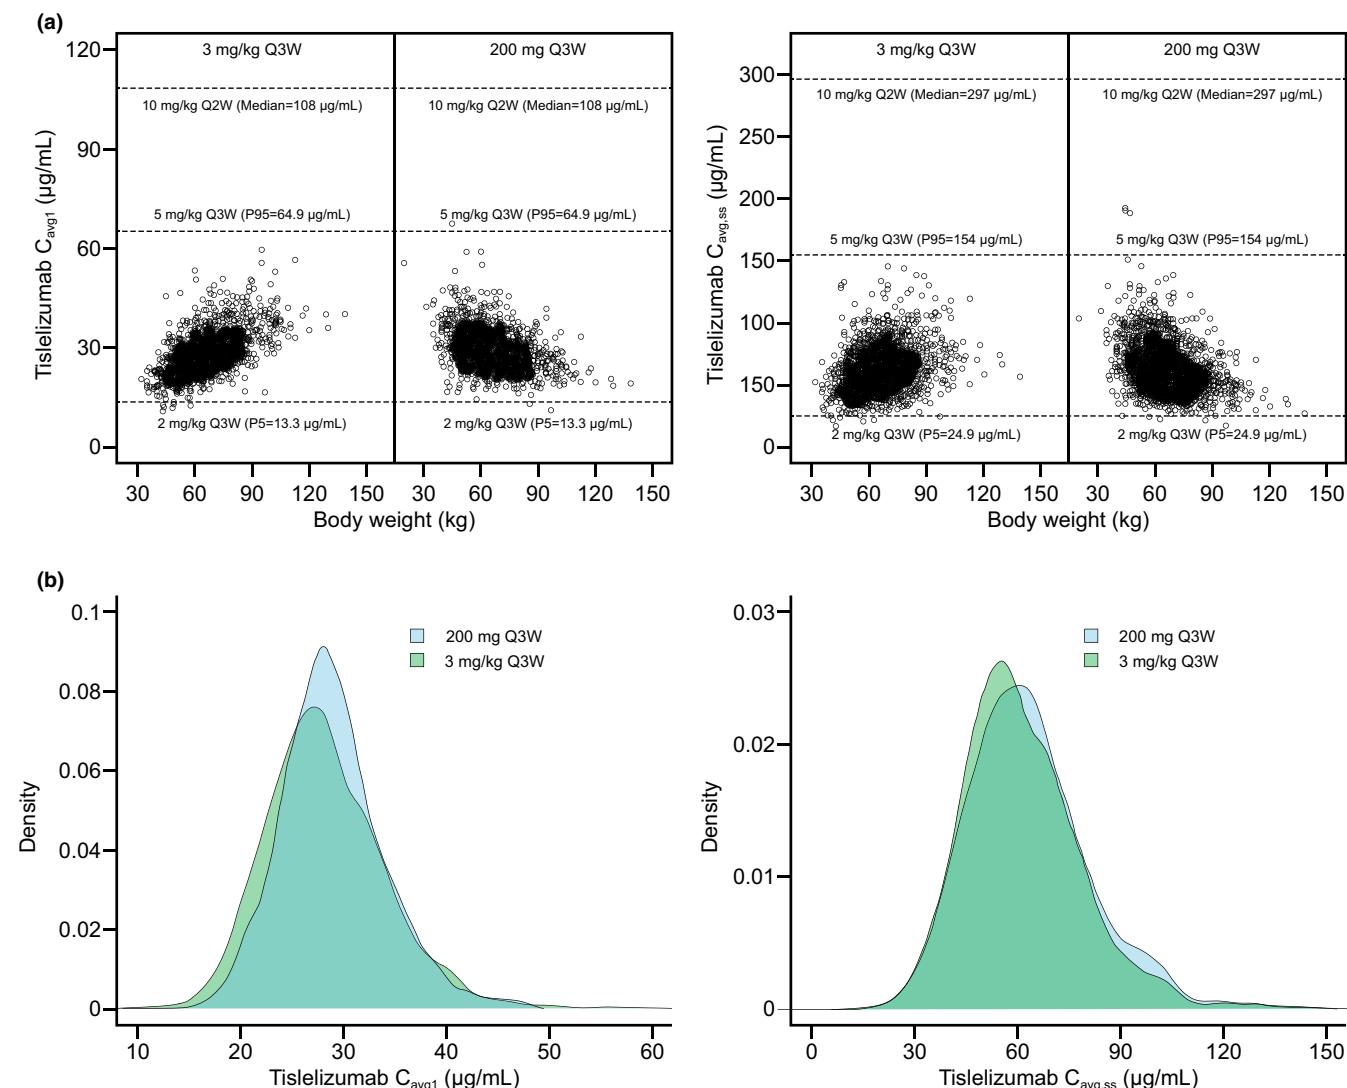 (a)
3 mg/kg Q3W
200 mg Q3W
120
90
60
30
0
Tislelizumab Cavg1 (µg/mL)
10 mg/kg Q2W (Median=108 µg/mL)
10 mg/kg Q2W (Median=108 µg/mL)
5 mg/kg Q3W (P95=64.9 µg/mL)
5 mg/kg Q3W (P95=64.9 µg/mL)
2 mg/kg Q3W (P5=13.3 µg/mL)
2 mg/kg Q3W (P5=13.3 µg/mL)
30 60 90 120 150 30 60 90 120 150
Body weight (kg)
3 mg/kg Q3W
200 mg Q3W
300
250
200
150
100
150
0
Tislelizumab Cavg,ss (µg/mL)
10 mg/kg Q2W (Median=297 µg/mL)
10 mg/kg Q2W (Median=297 µg/mL)
5 mg/kg Q3W (P95=154 µg/mL)
5 mg/kg Q3W (P95=154 µg/mL)
2 mg/kg Q3W (P5=24.9 µg/mL)
2 mg/kg Q3W (P5=24.9 µg/mL)
30 60 90 120 150 30 60 90 120 150
Body weight (kg)
(b)
0.1
0.08
0.06
0.04
0.02
0
Density
200 mg Q3W
3 mg/kg Q3W
10 20 30 40 50 60
Tislelizumab Cavg1 (µg/mL)
0.03
0.02
0.01
0
Density
200 mg Q3W
3 mg/kg Q3W
0 30 60 90 120 150
Tislelizumab Cavg,ss (µg/mL)